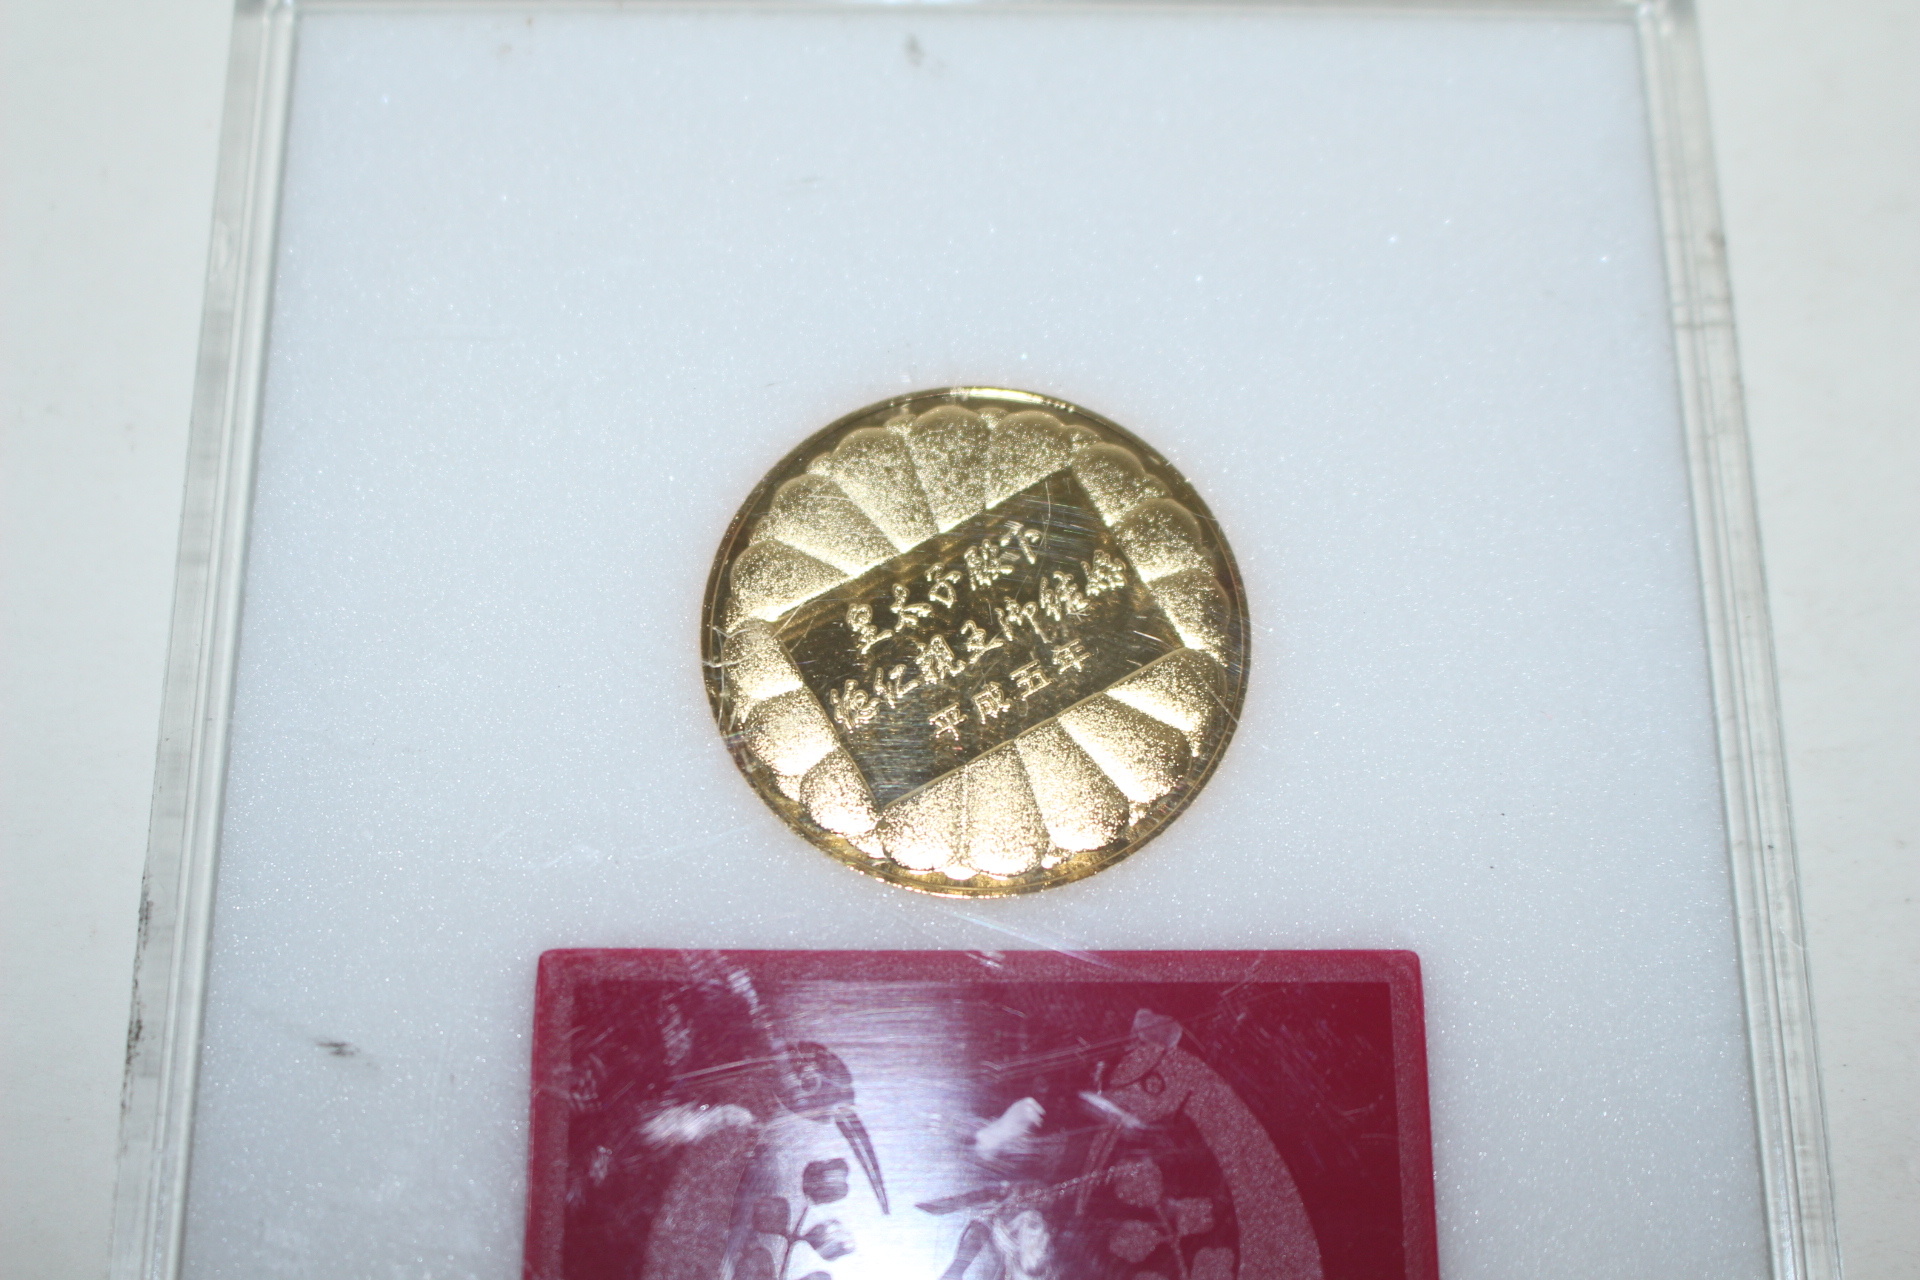 皇太子殿下
徳仁親王御結婚
平成五年